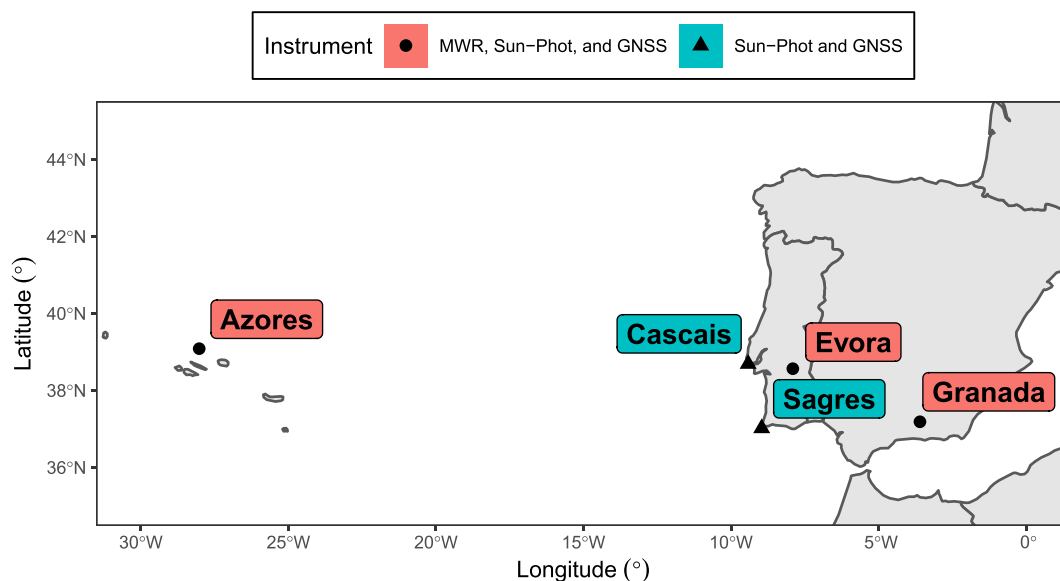 Instrument
MWR, Sun−Phot, and GNSS
Sun−Phot and GNSS
Latitude (°)
44°N
42°N
40°N
38°N
36°N
Azores
Cascais
Evora
Sagres
Granada
30°W
25°W
20°W
15°W
10°W
5°W
0°
Longitude (°)